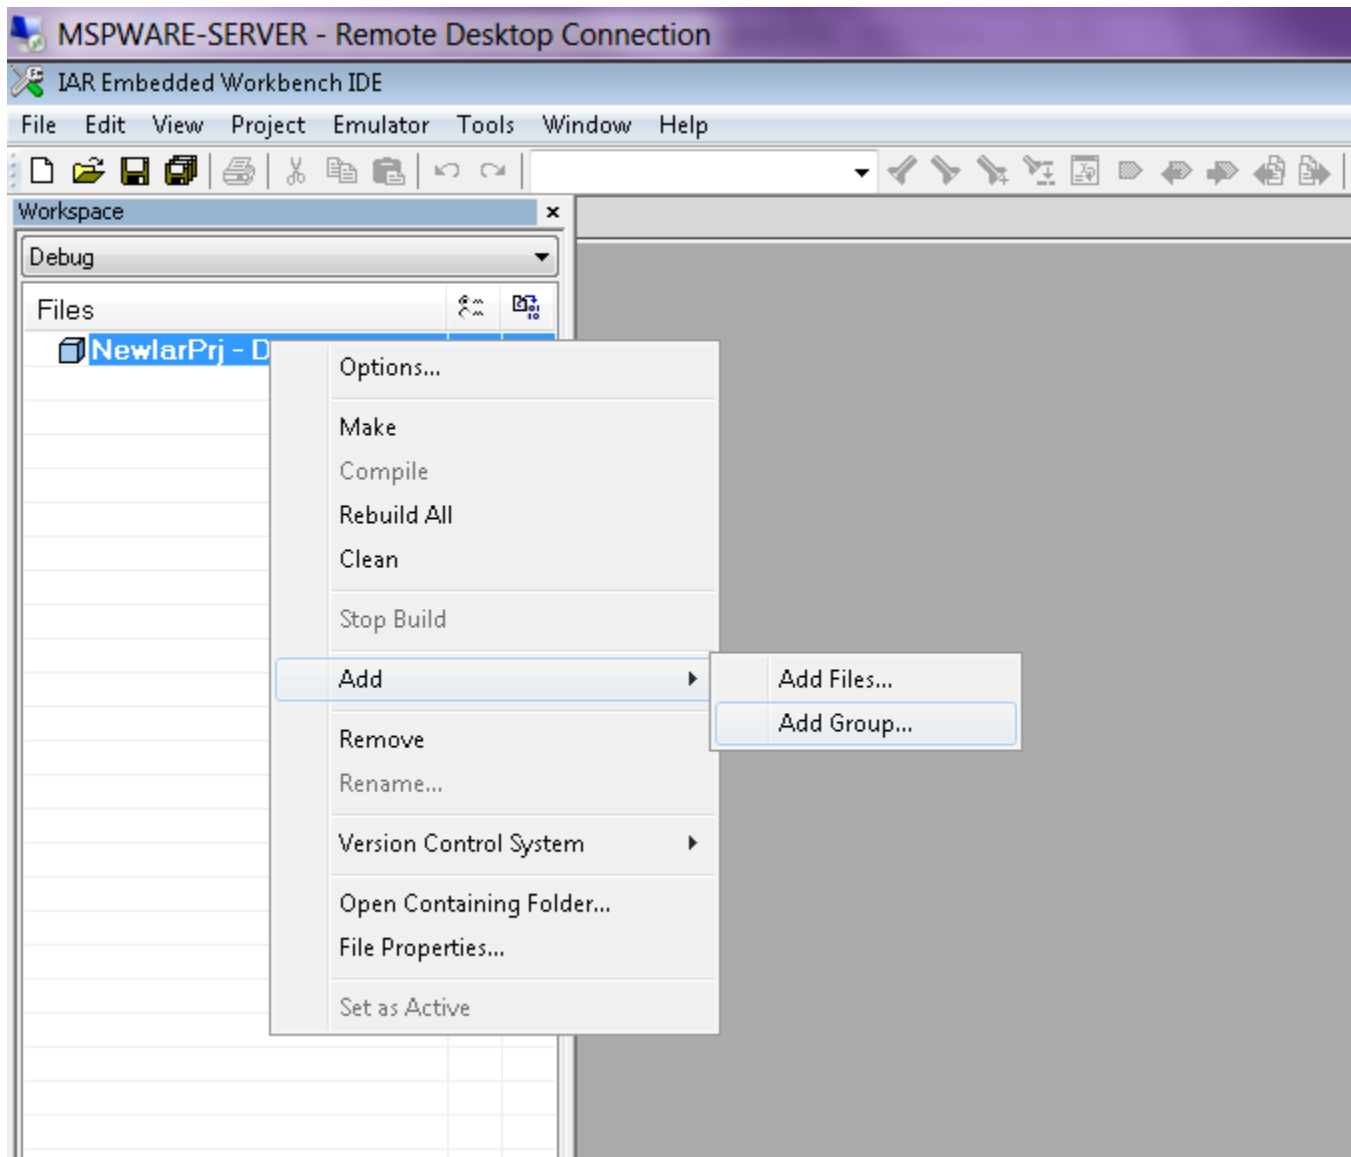 MSPWARE-SERVER - Remote Desktop Connection
IAR Embedded Workbench IDE
File Edit View Project Emulator Tools Window Help
Workspace
Debug
Files
NewIarPrj - D
Options...
Make
Compile
Rebuild All
Clean
Stop Build
Add
Add Files...
Add Group...
Remove
Rename...
Version Control System
Open Containing Folder...
File Properties...
Set as Active